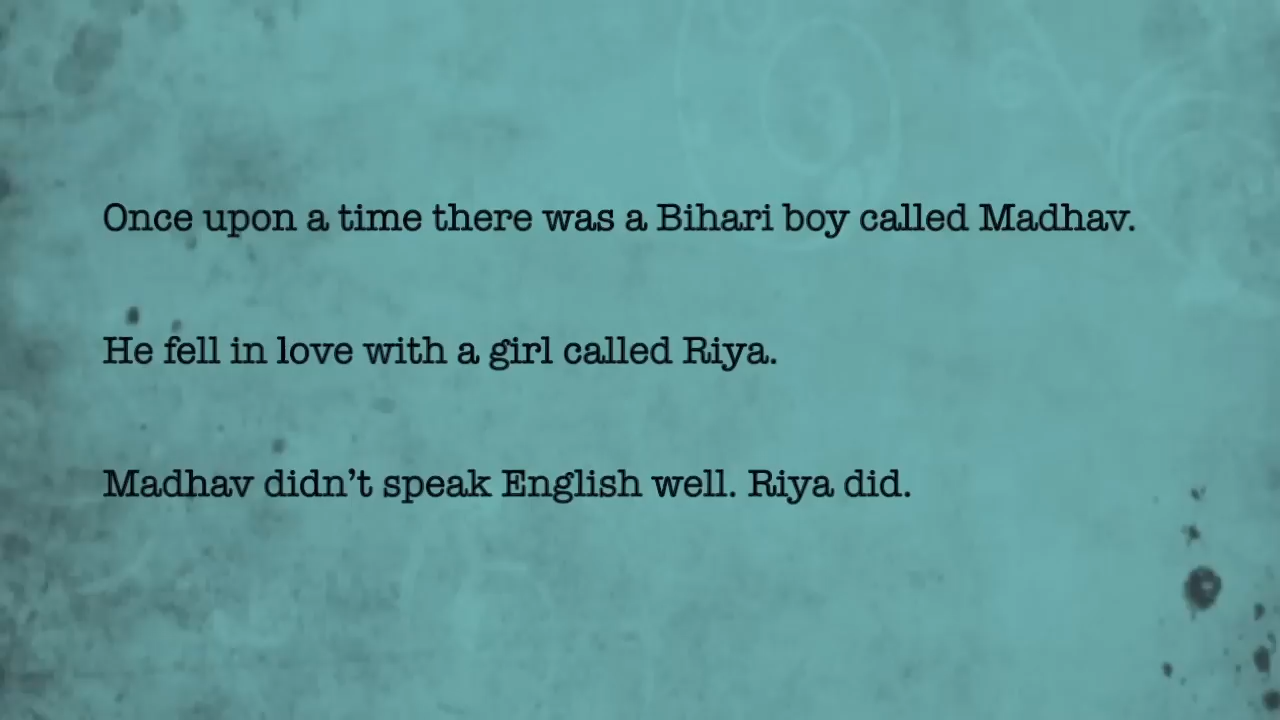 Once upon a time there was a Bihari boy called Madhav.
He fell in love with a girl called Riya.
Madhav didn’t speak English well. Riya did.